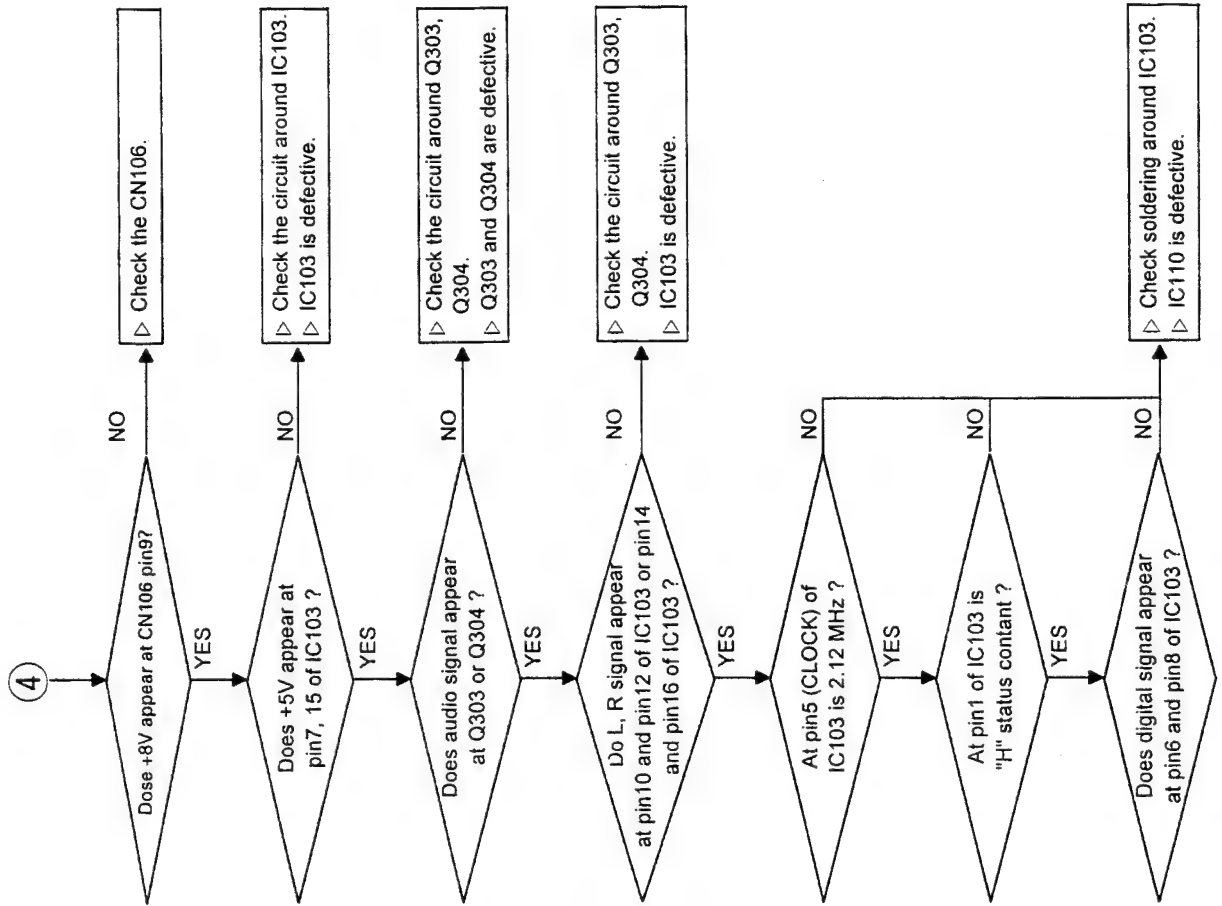 4
Dose +8V appear at CN106 pin9?
NO
▷ Check the CN106.
YES
Does +5V appear at
pin7, 15 of IC103 ?
NO
▷ Check the circuit around IC103.
▷ IC103 is defective.
YES
Does audio signal appear
at Q303 or Q304 ?
NO
▷ Check the circuit around Q303,
Q304.
▷ Q303 and Q304 are defective.
YES
Do L, R signal appear
at pin10 and pin12 of IC103 or pin14
and pin16 of IC103 ?
NO
▷ Check the circuit around Q303,
Q304.
▷ IC103 is defective.
YES
At pin5 (CLOCK) of
IC103 is 2.12 MHz ?
NO
YES
At pin1 of IC103 is
"H" status contant ?
NO
YES
Does digital signal appear
at pin6 and pin8 of IC103 ?
NO
▷ Check soldering around IC103.
▷ IC110 is defective.